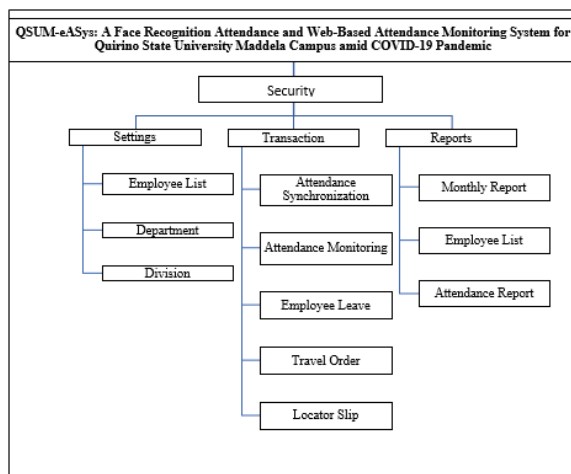 QSUM-eASys: A Face Recognition Attendance and Web-Based Attendance Monitoring System for
Quirino State University Maddela Campus amid COVID-19 Pandemic
Security
Settings
Transaction
Reports
Employee List
Department
Division
Attendance
Synchronization
Attendance Monitoring
Employee Leave
Travel Order
Locator Slip
Monthly Report
Employee List
Attendance Report